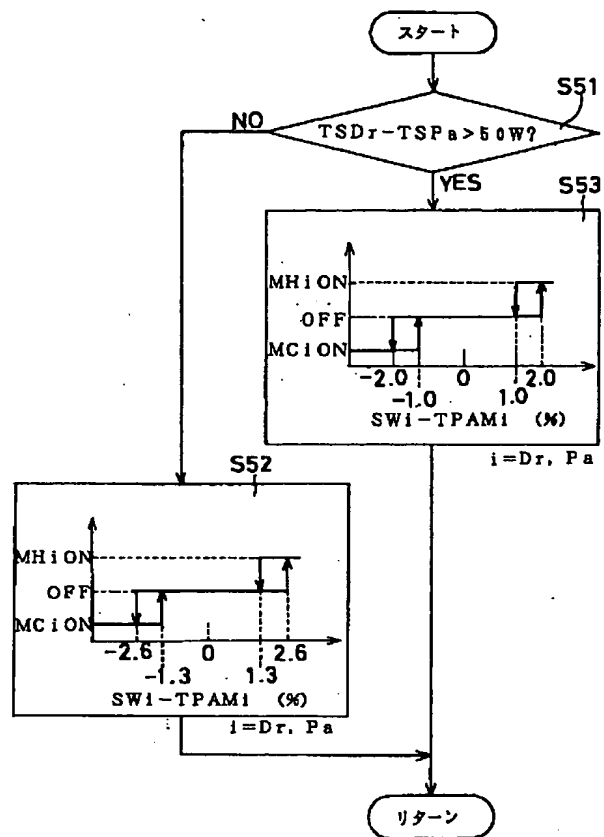 スタート
S51
TSDr-TSPa>50W?
NO
YES
S53
MHiON
OFF
MCiON
-2.0
-1.0
0
1.0
2.0
SWi-TPAMi (%)
i=Dr, Pa
S52
MHiON
OFF
MCiON
-2.6
-1.3
0
1.3
2.6
SWi-TPAMi (%)
i=Dr, Pa
リターン